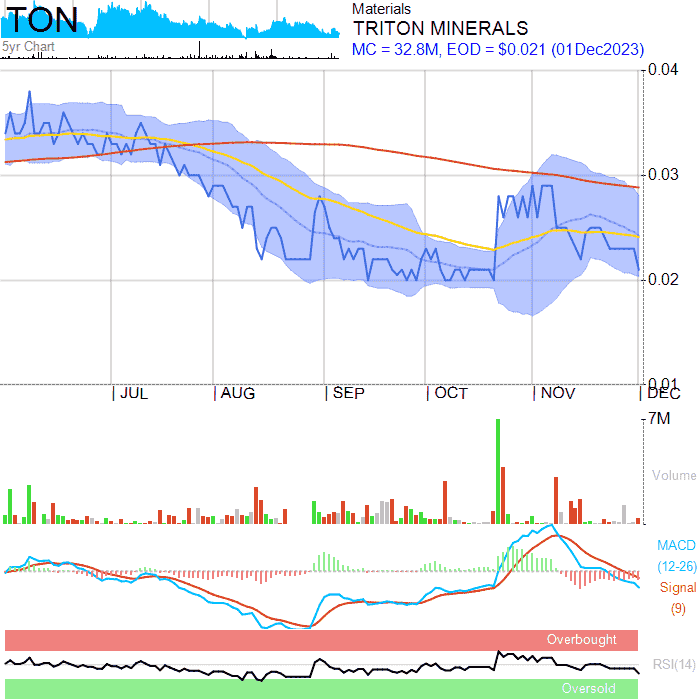 TON
5yr Chart
Materials
TRITON MINERALS
MC = 32.8M, EOD = $0.021 (01Dec2023)
0.04
0.03
0.02
0.01
JUL AUG SEP OCT NOV DEC
7M
Volume
MACD
(12-26)
Signal
(9)
Overbought
RSI(14)
Oversold